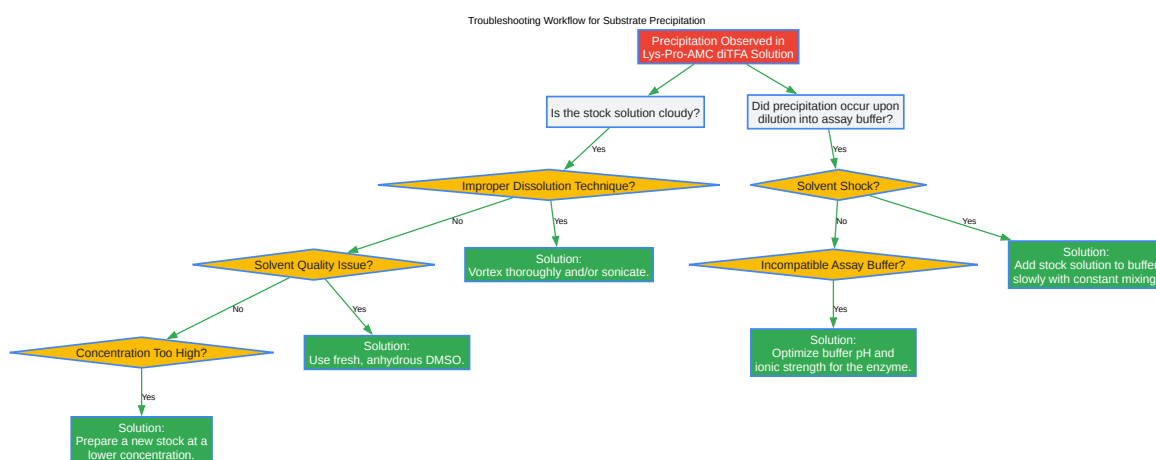 Troubleshooting Workflow for Substrate Precipitation
Precipitation Observed in
Lys-Pro-AMC diTFA Solution
Is the stock solution cloudy?
Did precipitation occur upon
dilution into assay buffer?
Yes
Yes
Improper Dissolution Technique?
Solvent Shock?
No
Yes
No
Yes
Solvent Quality Issue?
Solution:
Vortex thoroughly and/or sonicate.
Incompatible Assay Buffer?
Solution:
Add stock solution to buffer
slowly with constant mixing.
No
Yes
Yes
Concentration Too High?
Solution:
Use fresh, anhydrous DMSO.
Solution:
Optimize buffer pH and
ionic strength for the enzyme.
Yes
Solution:
Prepare a new stock at a
lower concentration.